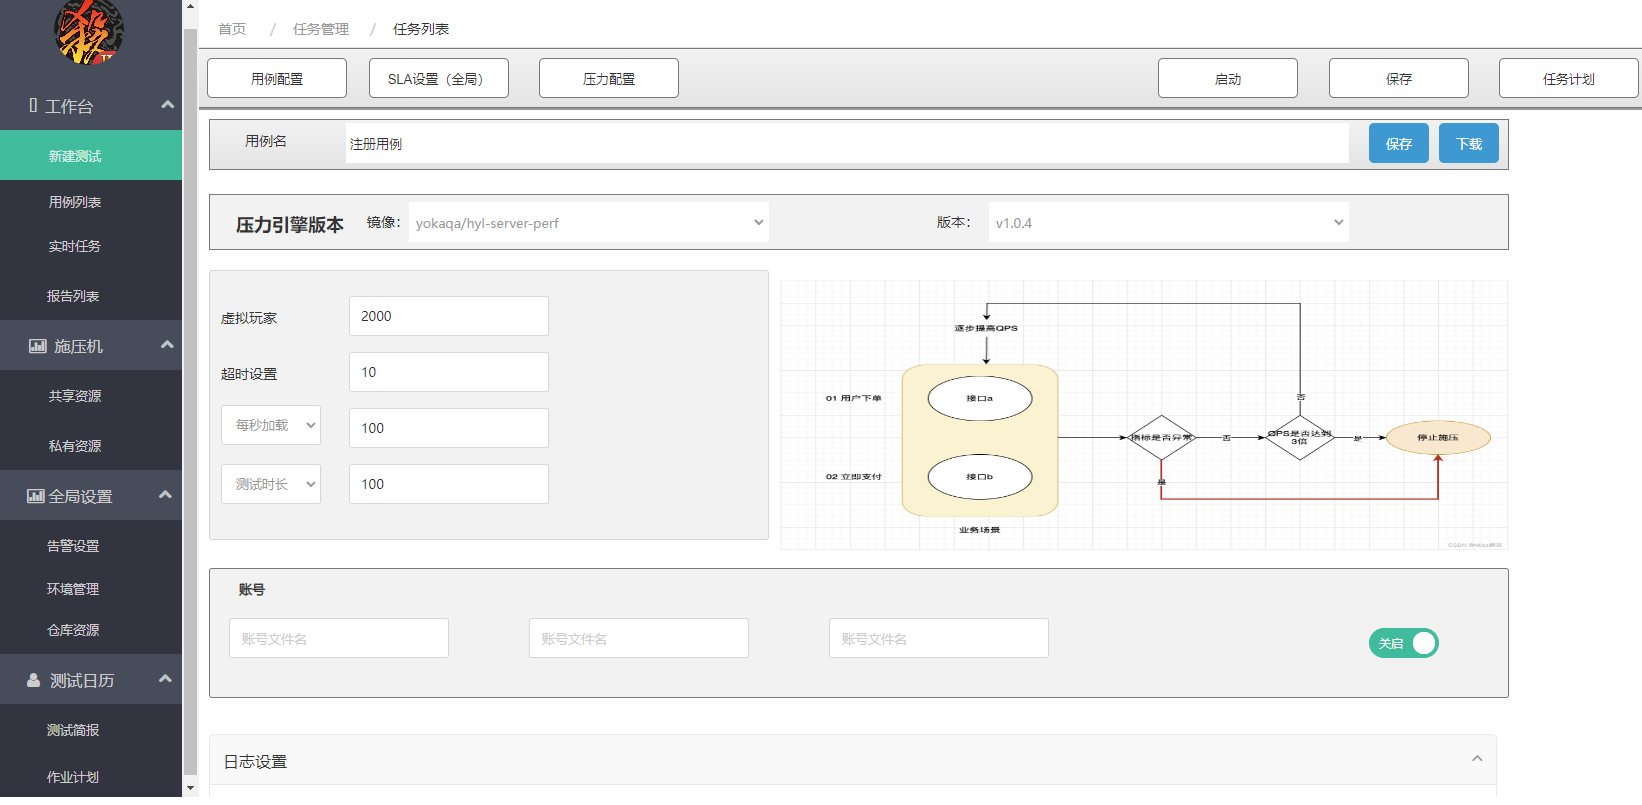 首页 / 任务管理 / 任务列表
用例配置 SLA设置（全局） 压力配置 启动 保存 任务计划
工作台
新建测试
用例列表
实时任务
报告列表
施压机
共享资源
私有资源
全局设置
告警设置
环境管理
仓库资源
测试日历
测试简报
作业计划
用例名 注册用例 保存 下载
压力引擎版本 镜像： yokaqa/hyl-server-perf 版本： v1.0.4
虚拟玩家 2000
超时设置 10
每秒加载 100
测试时长 100
逐步提高QPS
01 用户下单 接口a
否
指标是否异常 否 QPS是否达到3倍 是 停止施压
02 立即支付 接口b
是
业务场景
账号
账号文件名 账号文件名 账号文件名 关启
日志设置